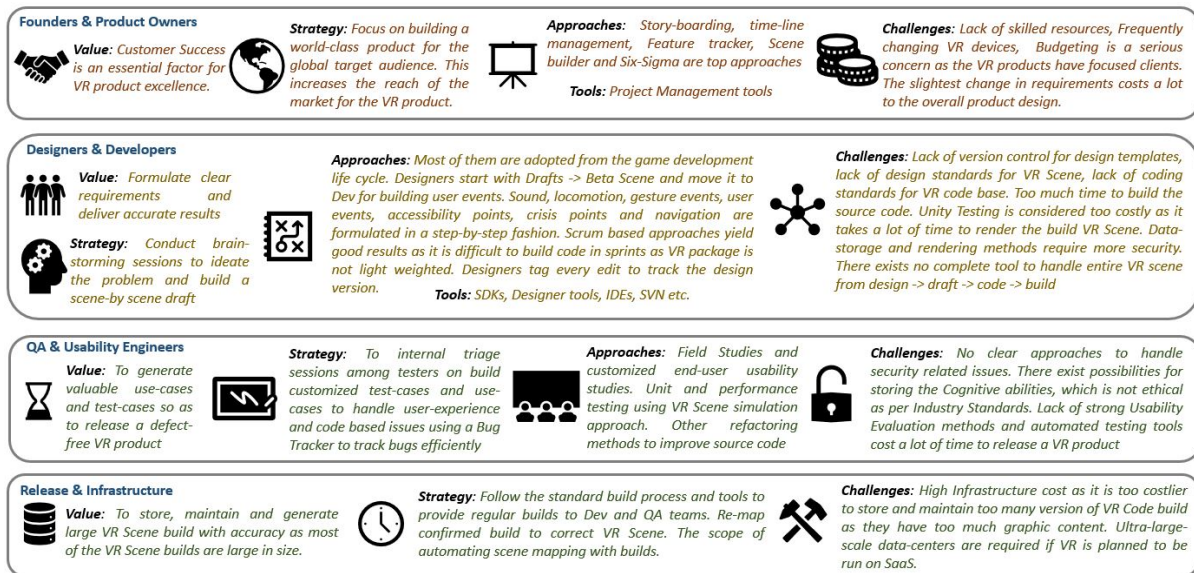 Founders & Product Owners
Value: Customer Success
is an essential factor for
VR product excellence.
Strategy: Focus on building a
world-class product for the
global target audience. This
increases the reach of the
market for the VR product.
Approaches: Story-boarding, time-line
management, Feature tracker, Scene
builder and Six-Sigma are top approaches
Tools: Project Management tools
Challenges: Lack of skilled resources, Frequently
changing VR devices, Budgeting is a serious
concern as the VR products have focused clients.
The slightest change in requirements costs a lot
to the overall product design.
Designers & Developers
Value: Formulate clear
requirements and
deliver accurate results
Strategy: Conduct brain-
storming sessions to ideate
the problem and build a
scene-by scene draft
Approaches: Most of them are adopted from the game development
life cycle. Designers start with Drafts -> Beta Scene and move it to
Dev for building user events. Sound, locomotion, gesture events, user
events, accessibility points, crisis points and navigation are
formulated in a step-by-step fashion. Scrum based approaches yield
good results as it is difficult to build code in sprints as VR package is
not light weighted. Designers tag every edit to track the design
version.
Tools: SDKs, Designer tools, IDEs, SVN etc.
Challenges: Lack of version control for design templates,
lack of design standards for VR Scene, lack of coding
standards for VR code base. Too much time to build the
source code. Unity Testing is considered too costly as it
takes a lot of time to render the build VR Scene. Data-
storage and rendering methods require more security.
There exists no complete tool to handle entire VR scene
from design -> draft -> code -> build
QA & Usability Engineers
Value: To generate
valuable use-cases
and test-cases so as
to release a defect-
free VR product
Strategy: To internal triage
sessions among testers on build
customized test-cases and use-
cases to handle user-experience
and code based issues using a Bug
Tracker to track bugs efficiently
Approaches: Field Studies and
customized end-user usability
studies. Unit and performance
testing using VR Scene simulation
approach. Other refactoring
methods to improve source code
Challenges: No clear approaches to handle
security related issues. There exist possibilities for
storing the Cognitive abilities, which is not ethical
as per Industry Standards. Lack of strong Usability
Evaluation methods and automated testing tools
cost a lot of time to release a VR product
Release & Infrastructure
Value: To store, maintain and generate
large VR Scene build with accuracy as most
of the VR Scene builds are large in size.
Strategy: Follow the standard build process and tools to
provide regular builds to Dev and QA teams. Re-map
confirmed build to correct VR Scene. The scope of
automating scene mapping with builds.
Challenges: High Infrastructure cost as it is too costlier
to store and maintain too many version of VR Code build
as they have too much graphic content. Ultra-large-
scale data-centers are required if VR is planned to be
run on SaaS.